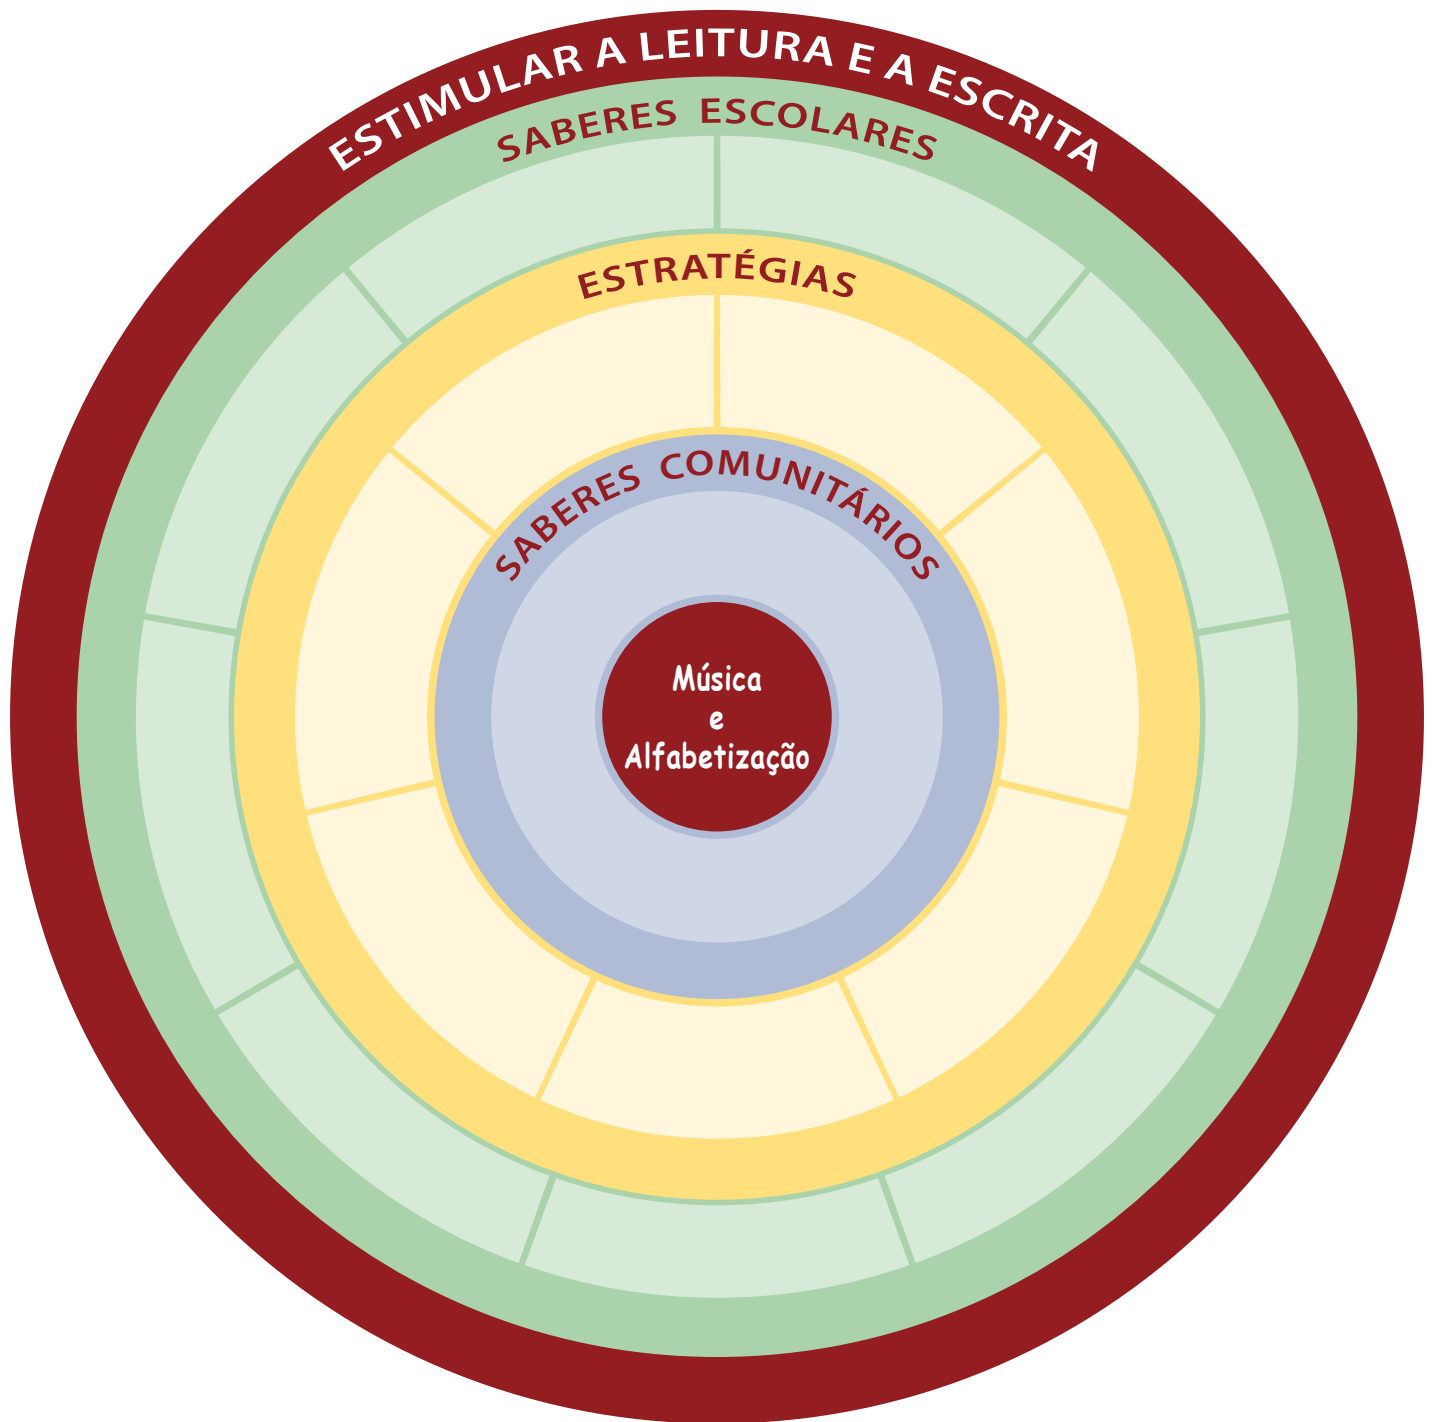 ESTIMULAR A LEITURA E A ESCRITA
SABERES ESCOLARES
ESTRATÉGIAS
SABERES COMUNITÁRIOS
Música
e
Alfabetização